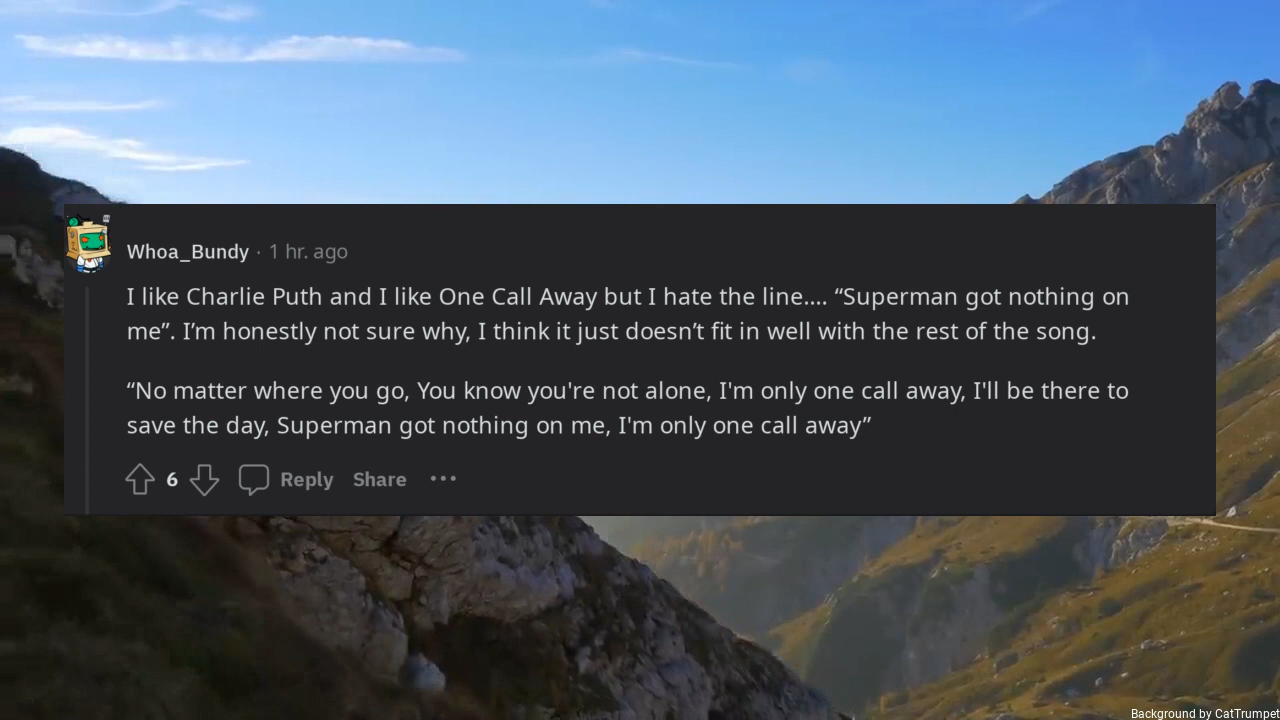 Whoa_Bundy · 1 hr. ago
I like Charlie Puth and I like One Call Away but I hate the line.... “Superman got nothing on
me”. I’m honestly not sure why, I think it just doesn’t fit in well with the rest of the song.
“No matter where you go, You know you're not alone, I'm only one call away, I'll be there to
save the day, Superman got nothing on me, I'm only one call away”
6 Reply Share ···
Background by CatTrumpet